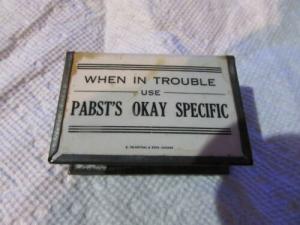 WHEN IN TROUBLE
USE
PABST'S OKAY SPECIFIC